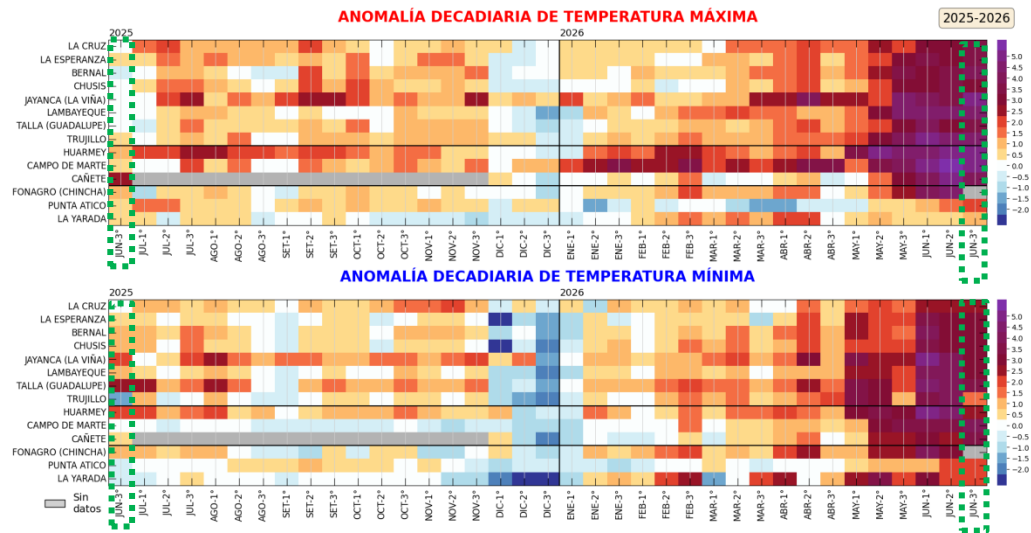 ANOMALÍA DECADIARIA DE TEMPERATURA MÁXIMA
2025-2026
2025
2026
LA CRUZ
LA ESPERANZA
BERNAL
CHUSIS
JAYANCA (LA VIÑA)
LAMBAYEQUE
TALLA (GUADALUPE)
TRUJILLO
HUARMEY
CAMPO DE MARTE
CAÑETE
FONAGRO (CHINCHA)
PUNTA ATICO
LA YARADA
5.0
4.5
4.0
3.5
3.0
2.5
2.0
1.5
1.0
0.5
0.0
−0.5
−1.0
−1.5
−2.0
JUN-3°
JUL-1°
JUL-2°
JUL-3°
AGO-1°
AGO-2°
AGO-3°
SET-1°
SET-2°
SET-3°
OCT-1°
OCT-2°
OCT-3°
NOV-1°
NOV-2°
NOV-3°
DIC-1°
DIC-2°
DIC-3°
ENE-1°
ENE-2°
ENE-3°
FEB-1°
FEB-2°
FEB-3°
MAR-1°
MAR-2°
MAR-3°
ABR-1°
ABR-2°
ABR-3°
MAY-1°
MAY-2°
MAY-3°
JUN-1°
JUN-2°
JUN-3°
ANOMALÍA DECADIARIA DE TEMPERATURA MÍNIMA
2025
2026
LA CRUZ
LA ESPERANZA
BERNAL
CHUSIS
JAYANCA (LA VIÑA)
LAMBAYEQUE
TALLA (GUADALUPE)
TRUJILLO
HUARMEY
CAMPO DE MARTE
CAÑETE
FONAGRO (CHINCHA)
PUNTA ATICO
LA YARADA
5.0
4.5
4.0
3.5
3.0
2.5
2.0
1.5
1.0
0.5
0.0
−0.5
−1.0
−1.5
−2.0
Sin
datos
JUN-3°
JUL-1°
JUL-2°
JUL-3°
AGO-1°
AGO-2°
AGO-3°
SET-1°
SET-2°
SET-3°
OCT-1°
OCT-2°
OCT-3°
NOV-1°
NOV-2°
NOV-3°
DIC-1°
DIC-2°
DIC-3°
ENE-1°
ENE-2°
ENE-3°
FEB-1°
FEB-2°
FEB-3°
MAR-1°
MAR-2°
MAR-3°
ABR-1°
ABR-2°
ABR-3°
MAY-1°
MAY-2°
MAY-3°
JUN-1°
JUN-2°
JUN-3°